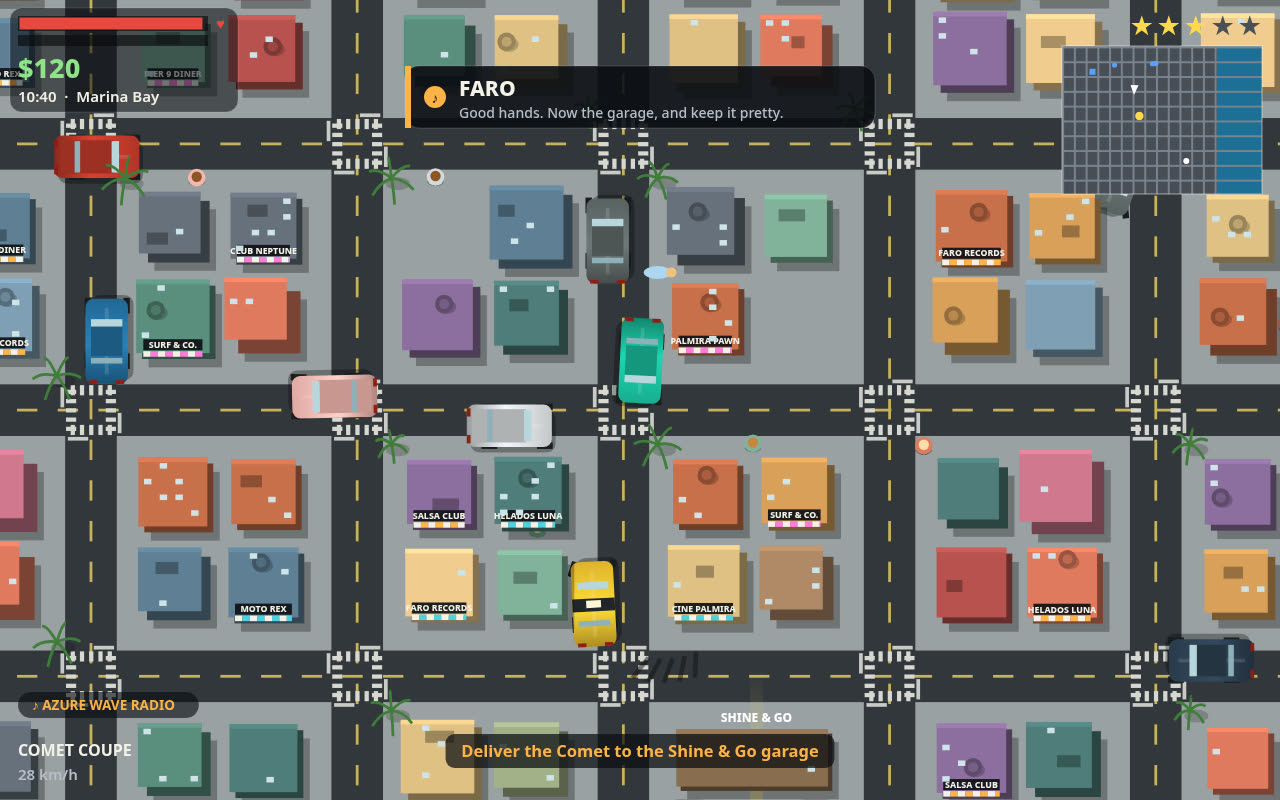 PIER 9 DINER
$120
10:40 · Marina Bay
FARO
Good hands. Now the garage, and keep it pretty.
DINER
CLUB NEPTUNE
FARO RECORDS
SURF & CO.
PALMIRA PAWN
SALSA CLUB
HELADOS LUNA
SURF & CO.
MOTO REX
FARO RECORDS
CINE PALMIRA
HELADOS LUNA
♪ AZURE WAVE RADIO
SHINE & GO
COMET COUPE
Deliver the Comet to the Shine & Go garage
28 km/h
SALSA CLUB